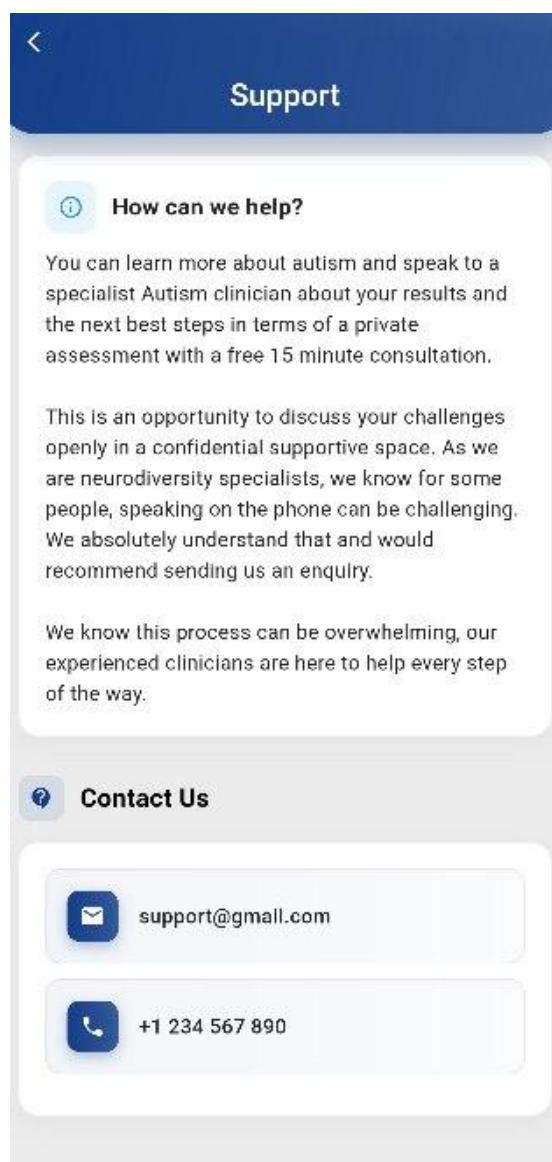 Support
How can we help?
You can learn more about autism and speak to a
specialist Autism clinician about your results and
the next best steps in terms of a private
assessment with a free 15 minute consultation.
This is an opportunity to discuss your challenges
openly in a confidential supportive space. As we
are neurodiversity specialists, we know for some
people, speaking on the phone can be challenging.
We absolutely understand that and would
recommend sending us an enquiry.
We know this process can be overwhelming, our
experienced clinicians are here to help every step
of the way.
Contact Us
support@gmail.com
+1 234 567 890